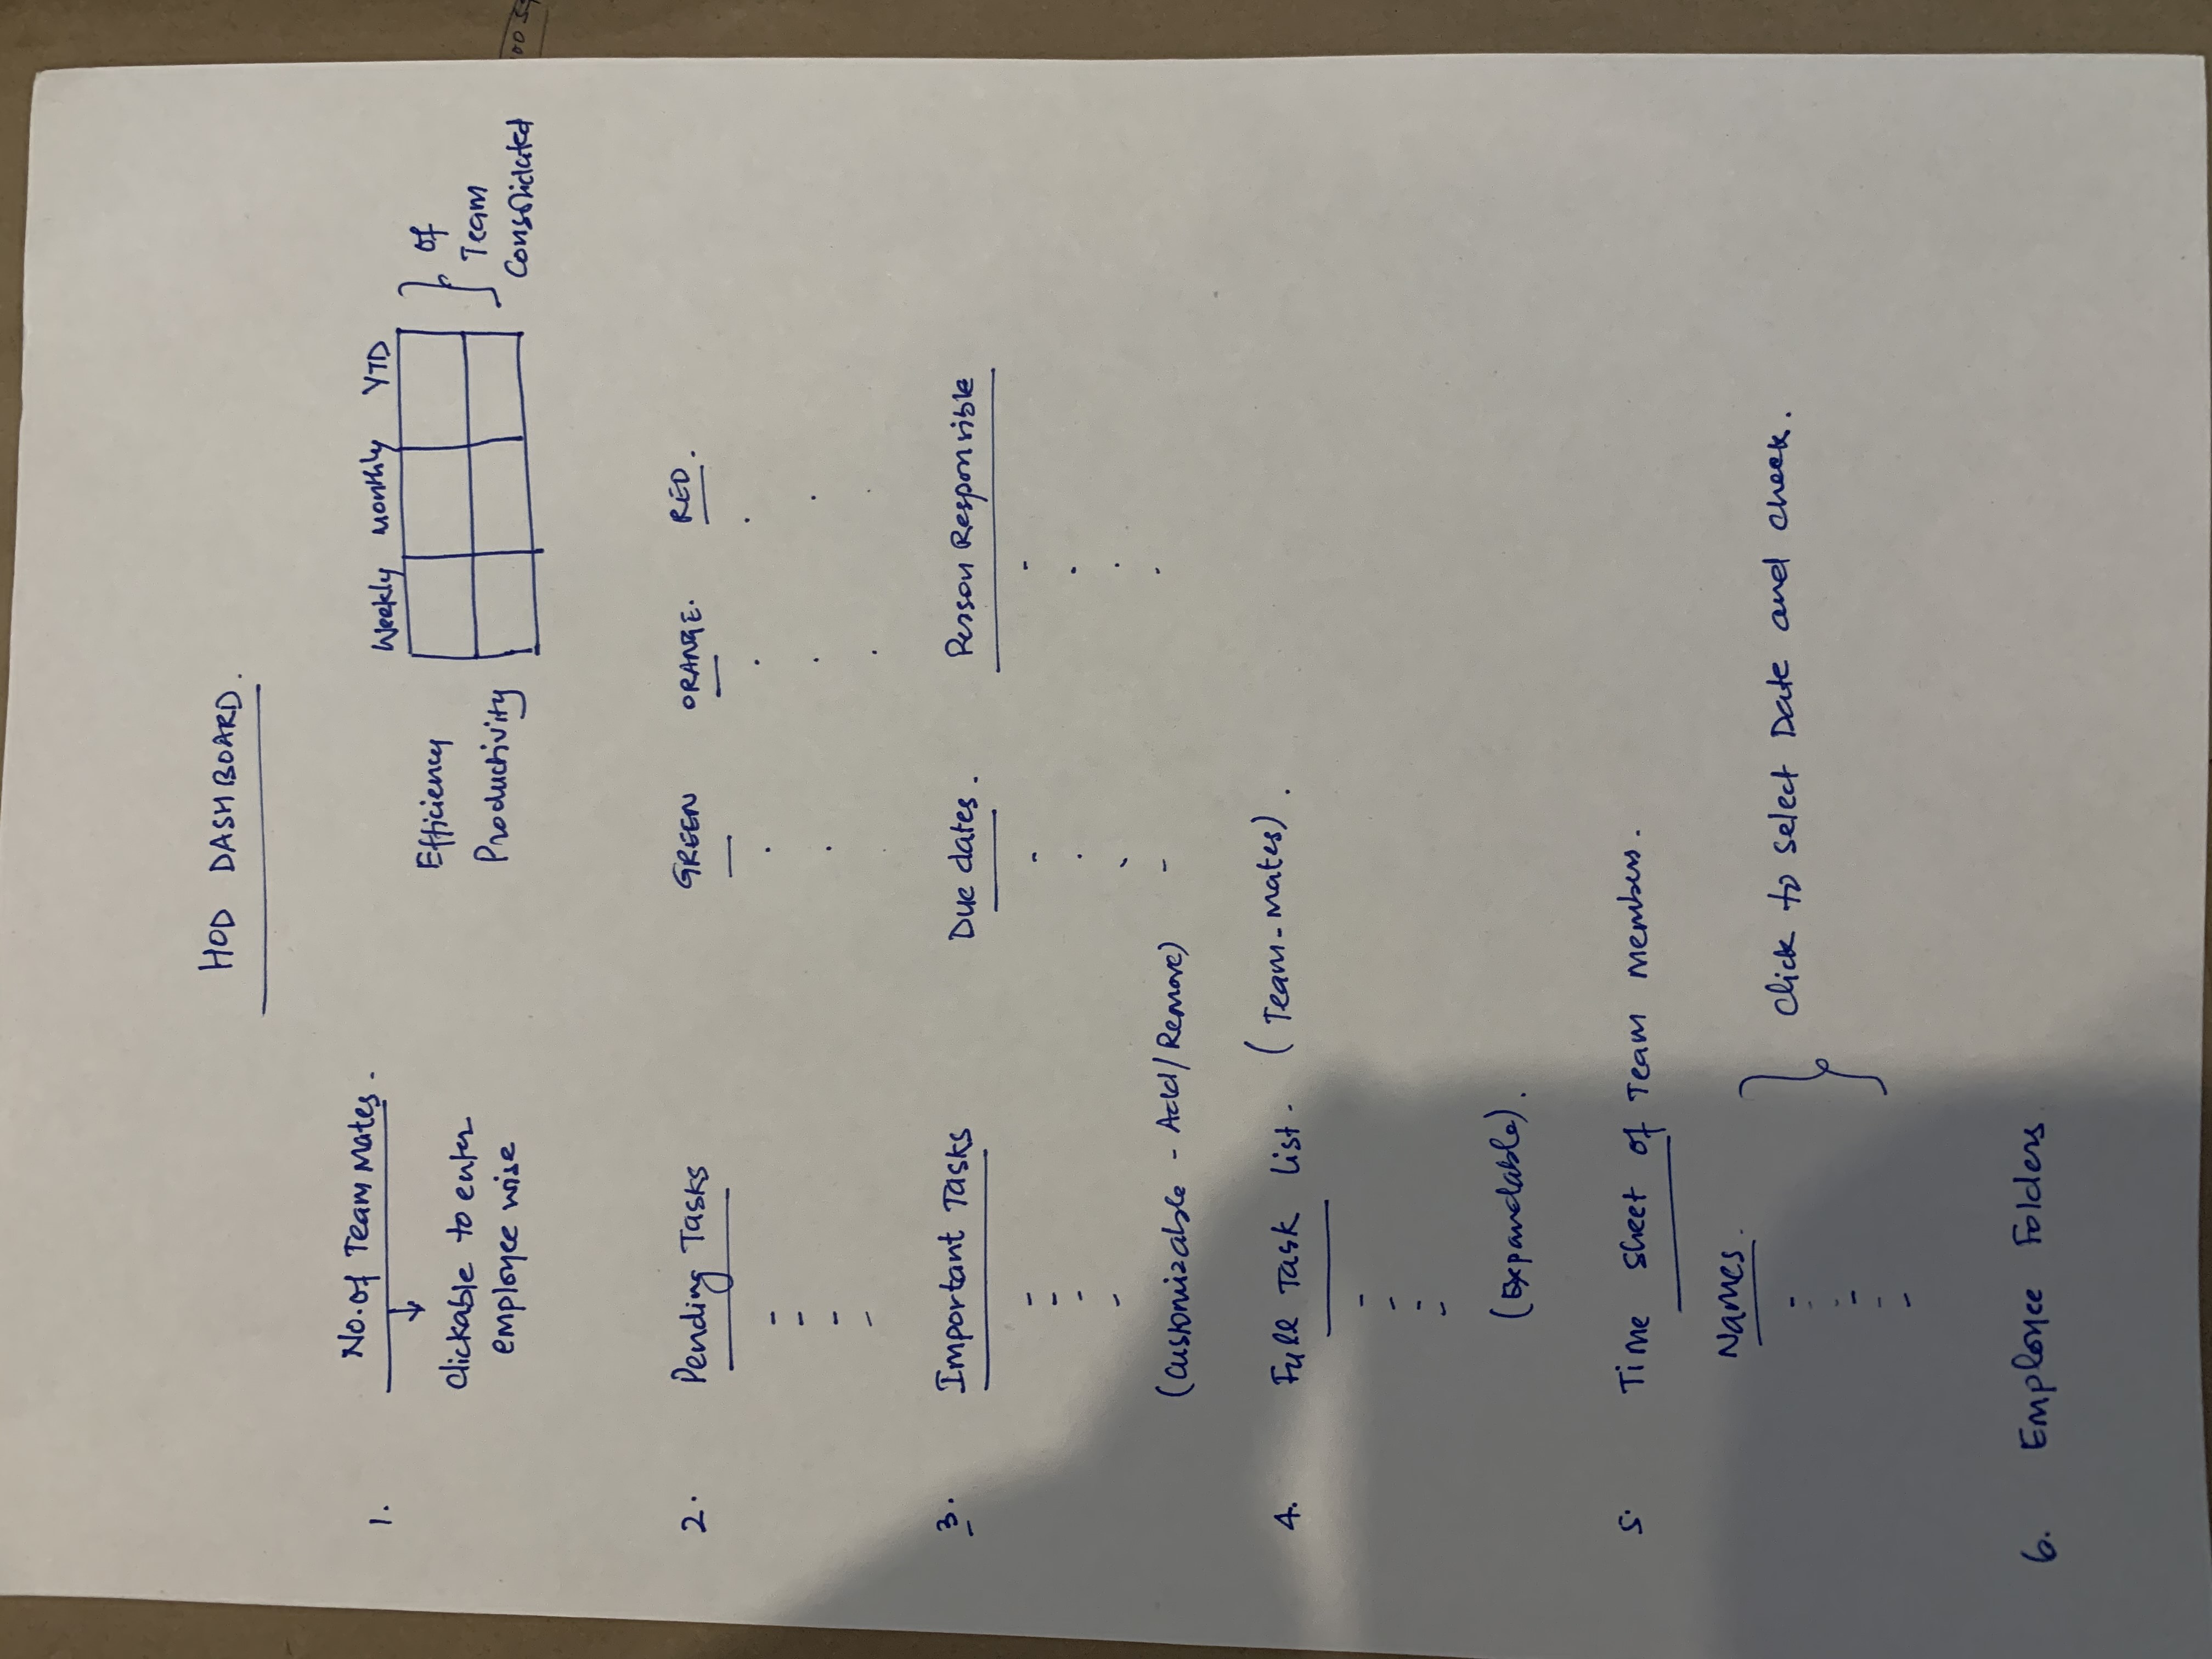 HOD DASHBOARD.
1. No. of Team Mates.
Clickable to enter
employee wise
Weekly Monthly YTD
Efficiency
Productivity
Of
Team
Consolidated
2. Pending Tasks GREEN ORANGE. RED.
3. Important Tasks Due dates. Person Responsible
(Customizable - Add/Remove)
4. Full Task list. (Team-mates).
(Expandable).
5. Time sheet of Team members.
Names.
Click to select Date and check.
6. Employee Folders